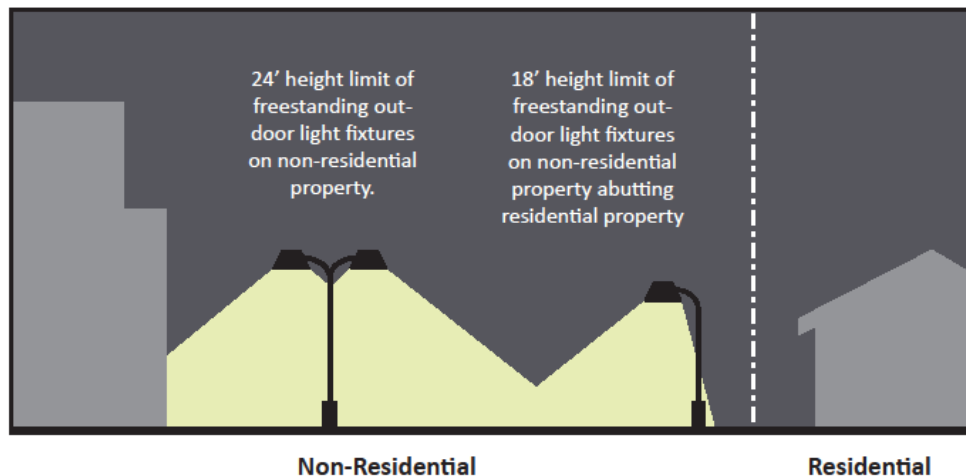 24’ height limit of
freestanding out-
door light fixtures
on non-residential
property.
18’ height limit of
freestanding out-
door light fixtures
on non-residential
property abutting
residential property
Non-Residential
Residential